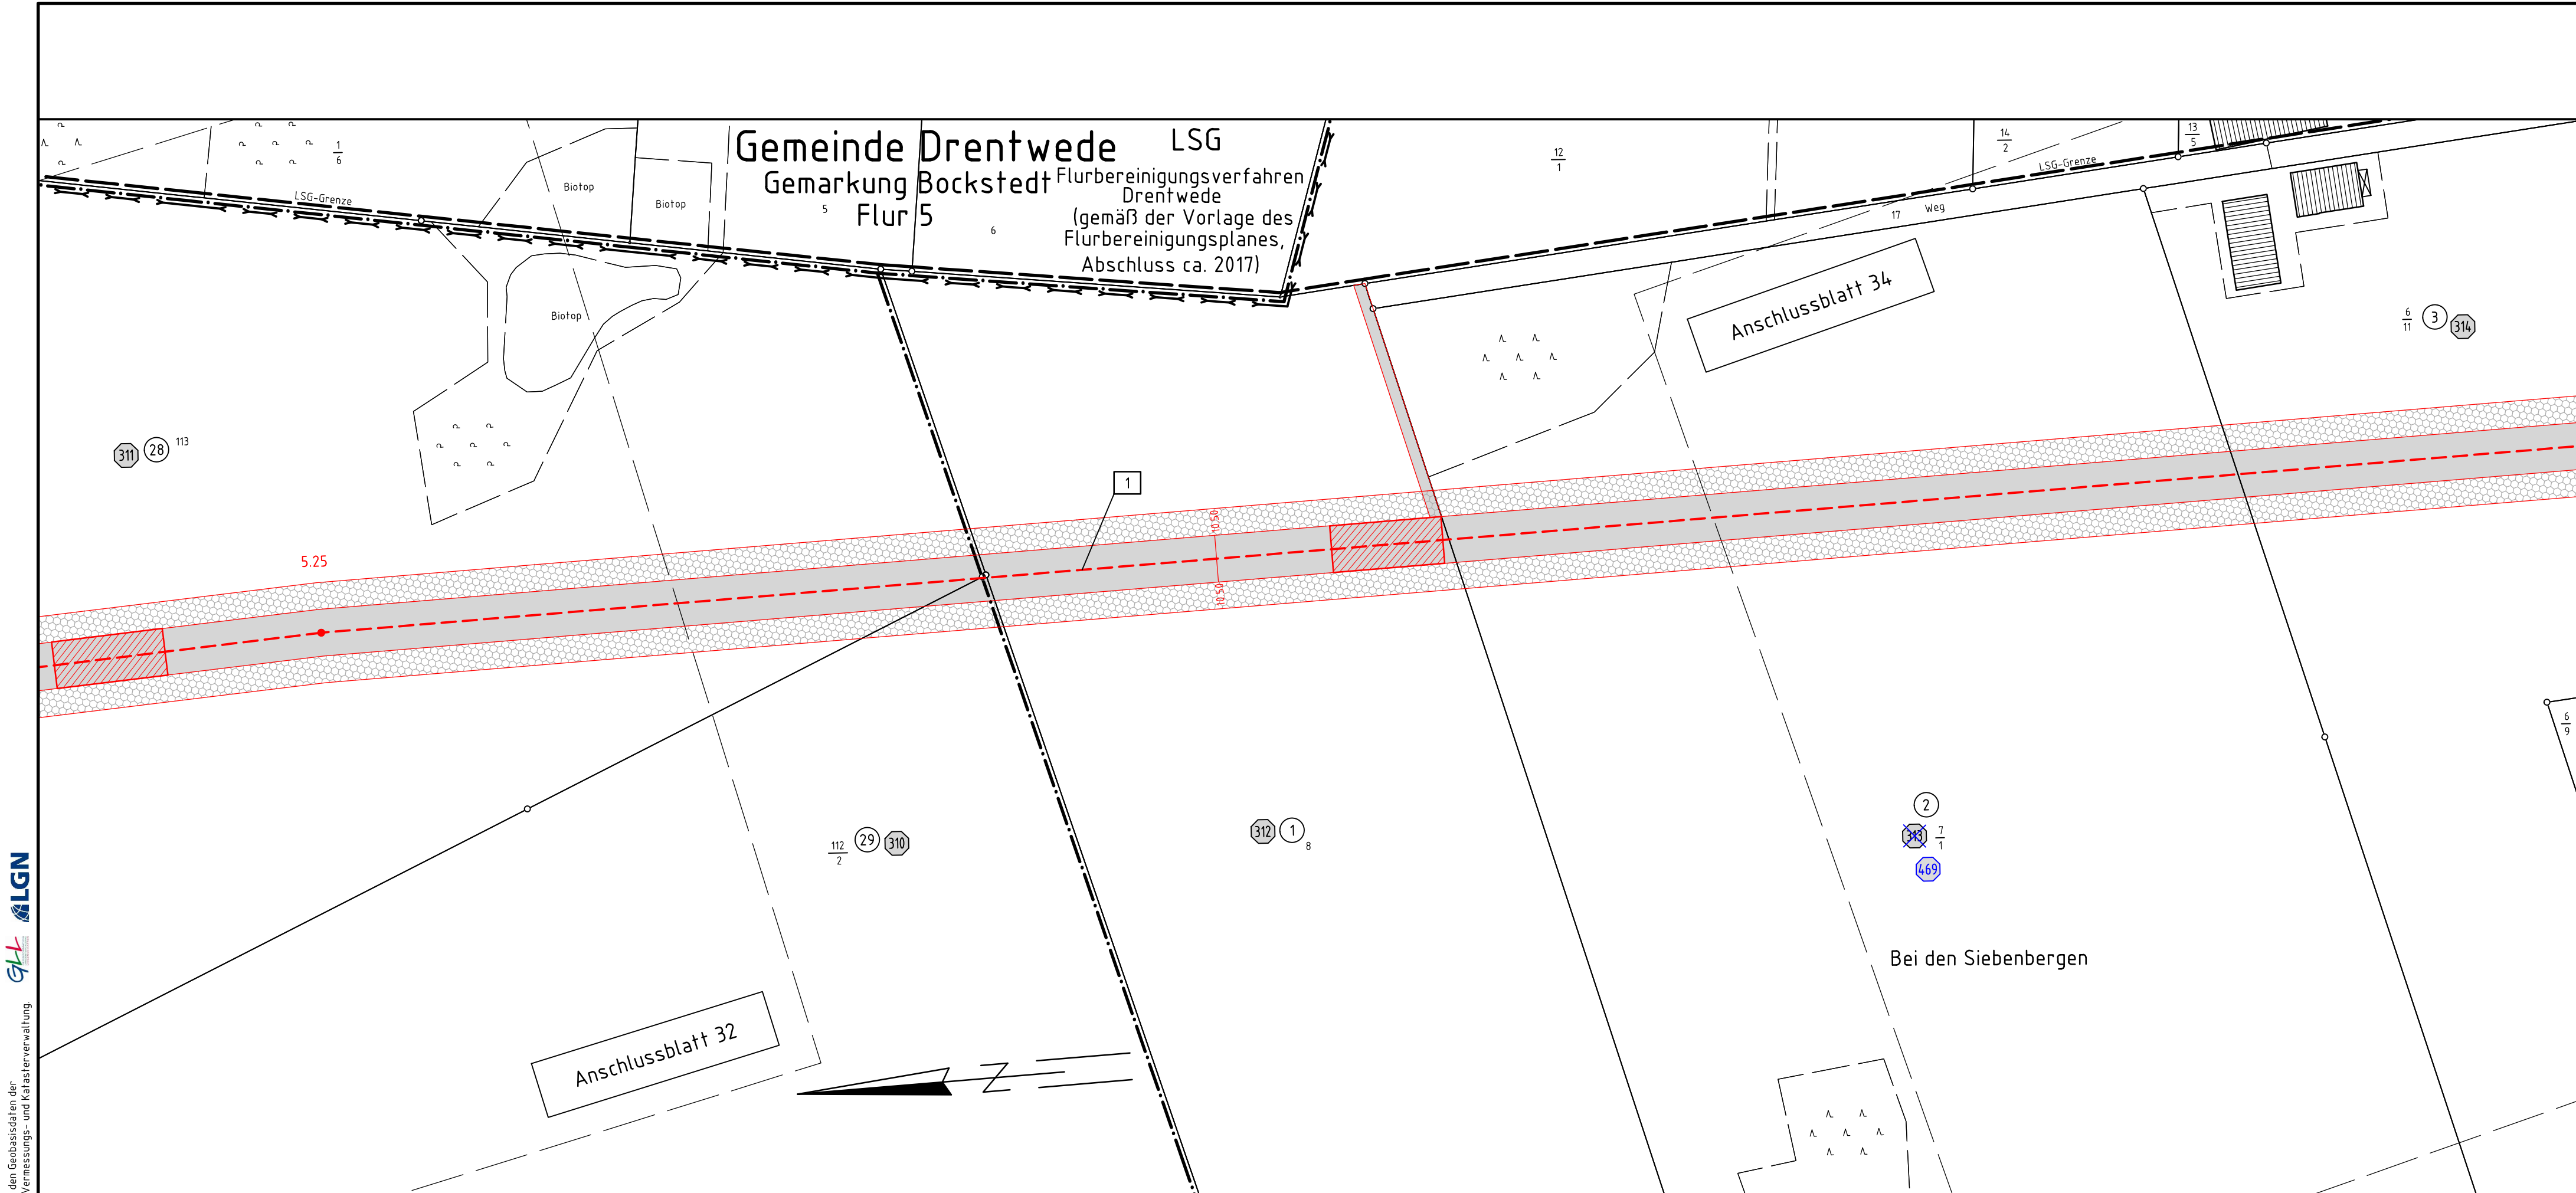 Gemeinde Drentwede
Gemarkung Bockstedt
Flur 5
LSG
Flurbereinigungsverfahren
Drentwede
(gemäß der Vorlage des
Flurbereinigungsplanes,
Abschluss ca. 2017)
1
6
LSG-Grenze
Biotop
Biotop
5
6
12
1
14
2
13
5
LSG-Grenze
17 Weg
Biotop
Anschlussblatt 34
6
11
3
314
311
28
113
1
10.50
10.50
5.25
6
9
2
313
7
1
469
112
2
29
310
312
1
8
Bei den Siebenbergen
Anschlussblatt 32
N
LGN
GLL
den Geobasisdaten der
Vermessungs- und Katasterverwaltung.